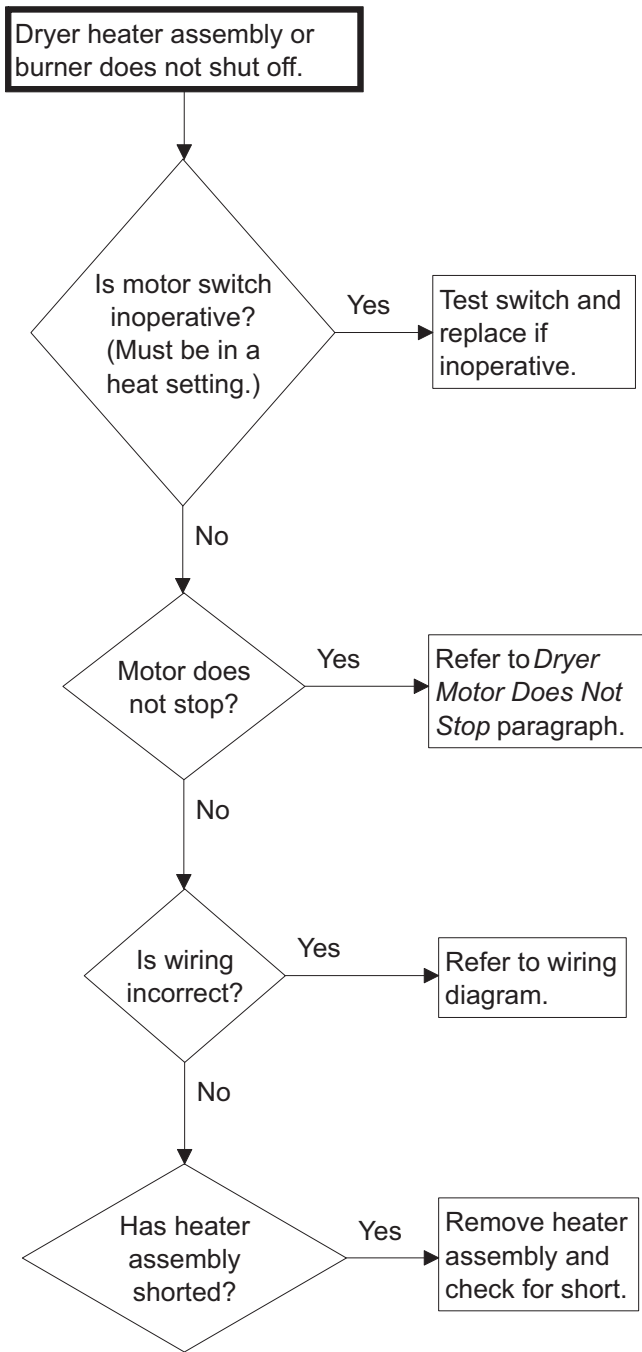 Dryer heater assembly or
burner does not shut off.
Is motor switch
inoperative?
(Must be in a
heat setting.)
Yes
Test switch and
replace if
inoperative.
No
Motor does
not stop?
Yes
Refer to Dryer
Motor Does Not
Stop paragraph.
No
Is wiring
incorrect?
Yes
Refer to wiring
diagram.
No
Has heater
assembly
shorted?
Yes
Remove heater
assembly and
check for short.